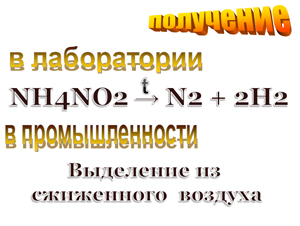 получение
в лаборатории
t
NH4NO2 → N2 + 2H2
в промышленности
Выделение из
сжиженного воздуха